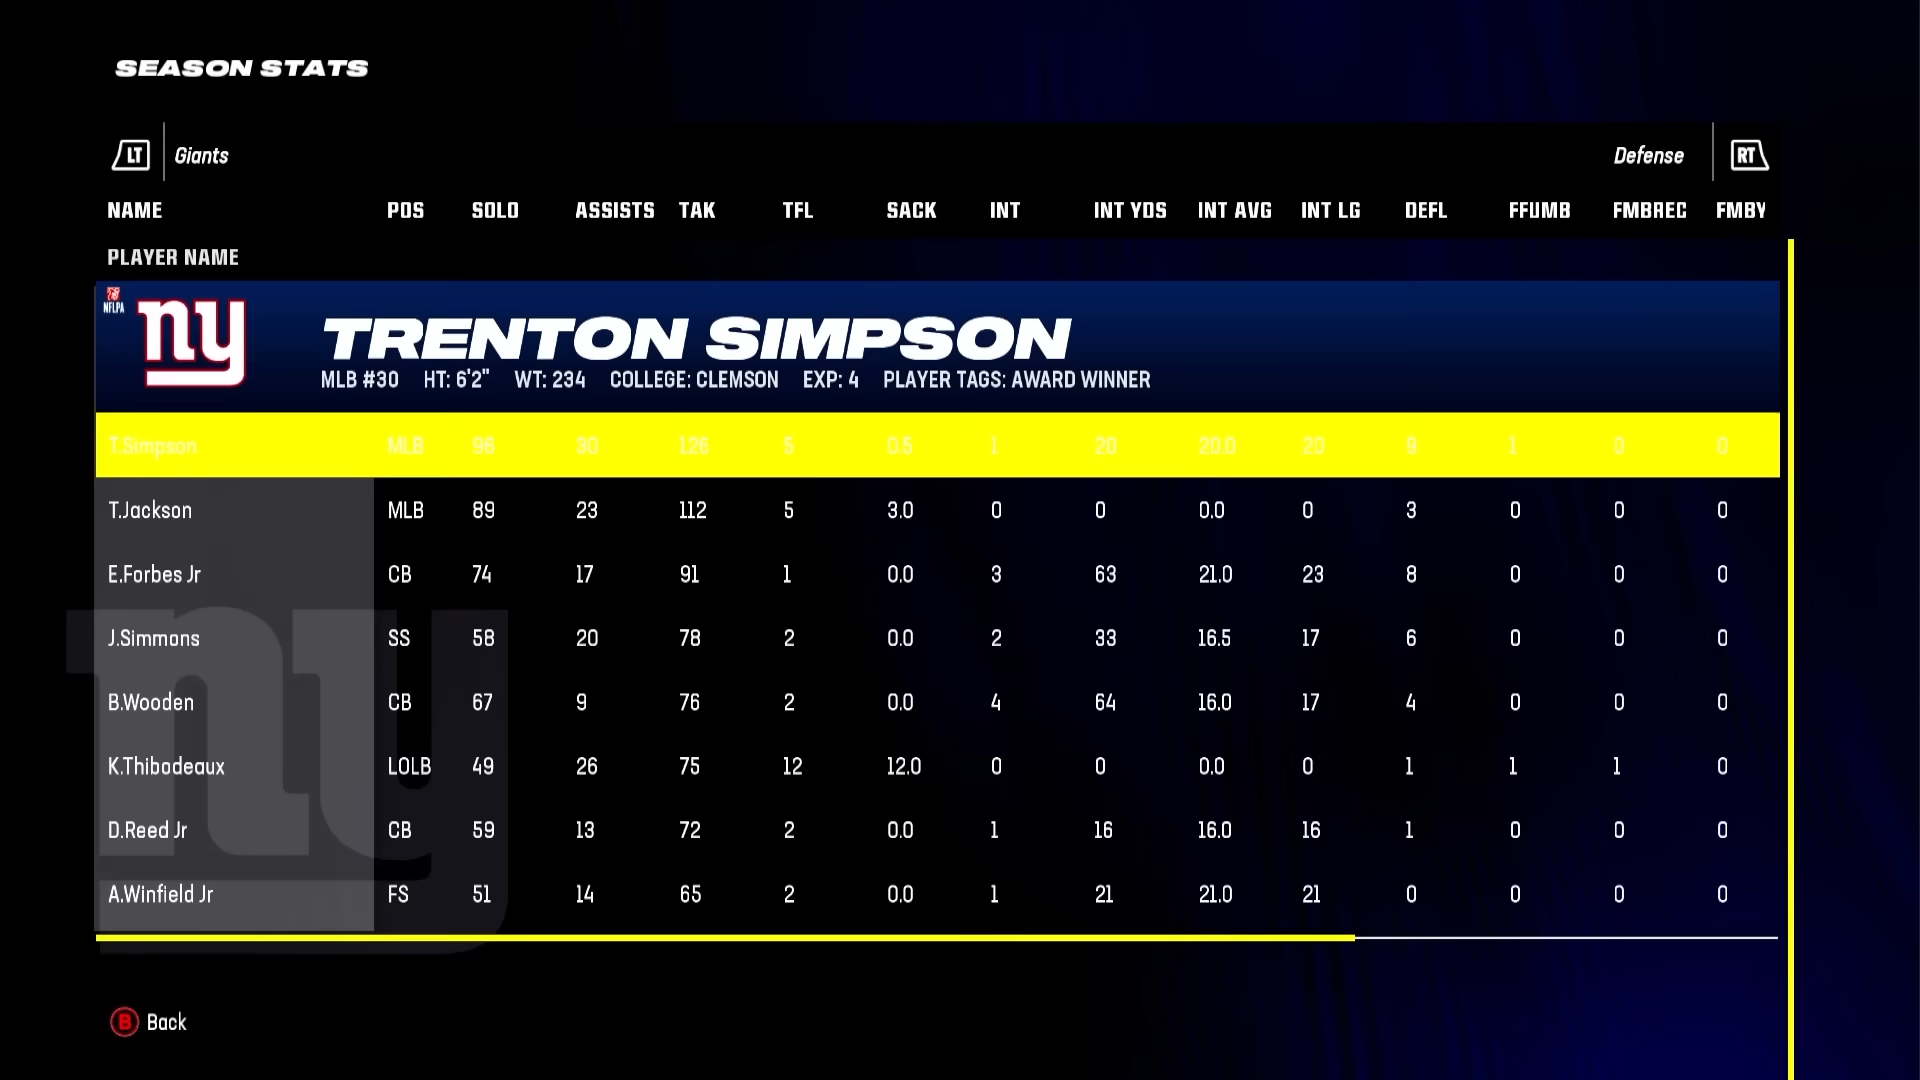 SEASON STATS
LT Giants Defense RT
NAME POS SOLO ASSISTS TAK TFL SACK INT INT YDS INT AVG INT LG DEFL FFUMB FMBREC FMBY
PLAYER NAME
NFLPA
ny
TRENTON SIMPSON
MLB #30 HT: 6'2" WT: 234 COLLEGE: CLEMSON EXP: 4 PLAYER TAGS: AWARD WINNER
T.Simpson MLB 96 30 126 5 0.5 1 20 20.0 20 9 1 0 0
T.Jackson MLB 89 23 112 5 3.0 0 0 0.0 0 3 0 0 0
E.Forbes Jr CB 74 17 91 1 0.0 3 63 21.0 23 8 0 0 0
J.Simmons SS 58 20 78 2 0.0 2 33 16.5 17 6 0 0 0
B.Wooden CB 67 9 76 2 0.0 4 64 16.0 17 4 0 0 0
K.Thibodeaux LOLB 49 26 75 12 12.0 0 0 0.0 0 1 1 1 0
D.Reed Jr CB 59 13 72 2 0.0 1 16 16.0 16 1 0 0 0
A.Winfield Jr FS 51 14 65 2 0.0 1 21 21.0 21 0 0 0 0
ny
B Back